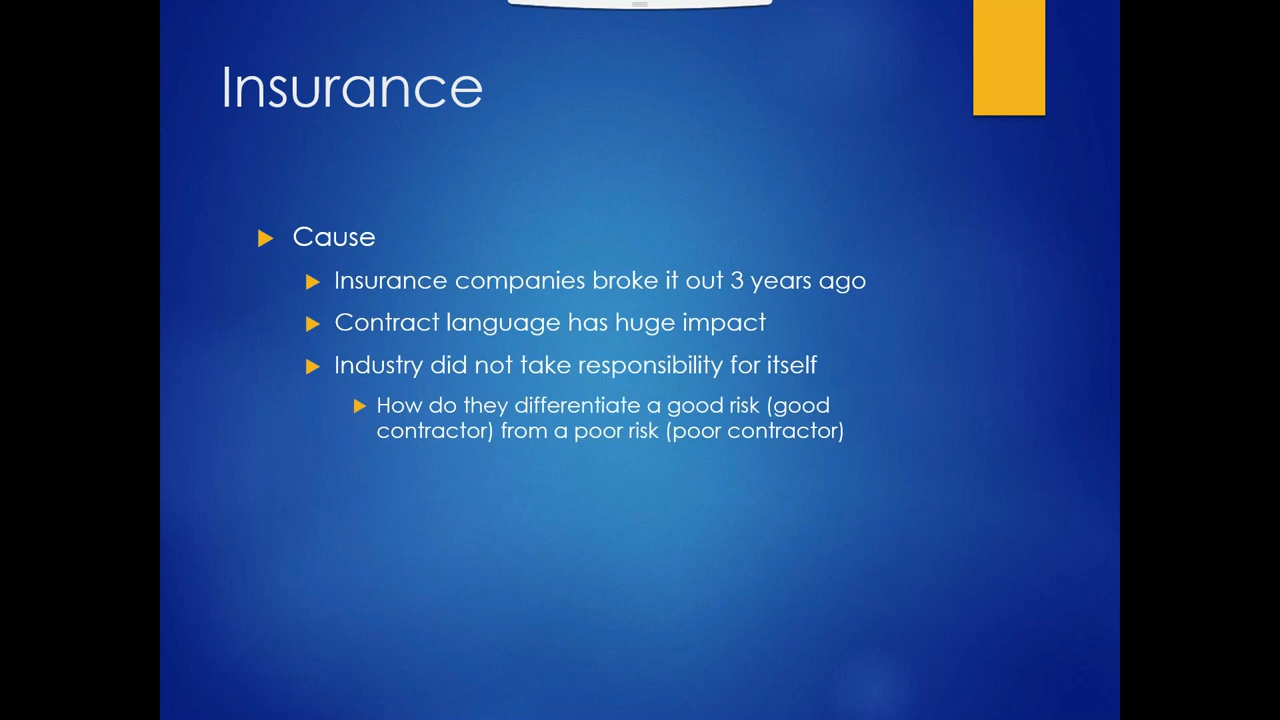 Insurance
Cause
Insurance companies broke it out 3 years ago
Contract language has huge impact
Industry did not take responsibility for itself
How do they differentiate a good risk (good
contractor) from a poor risk (poor contractor)